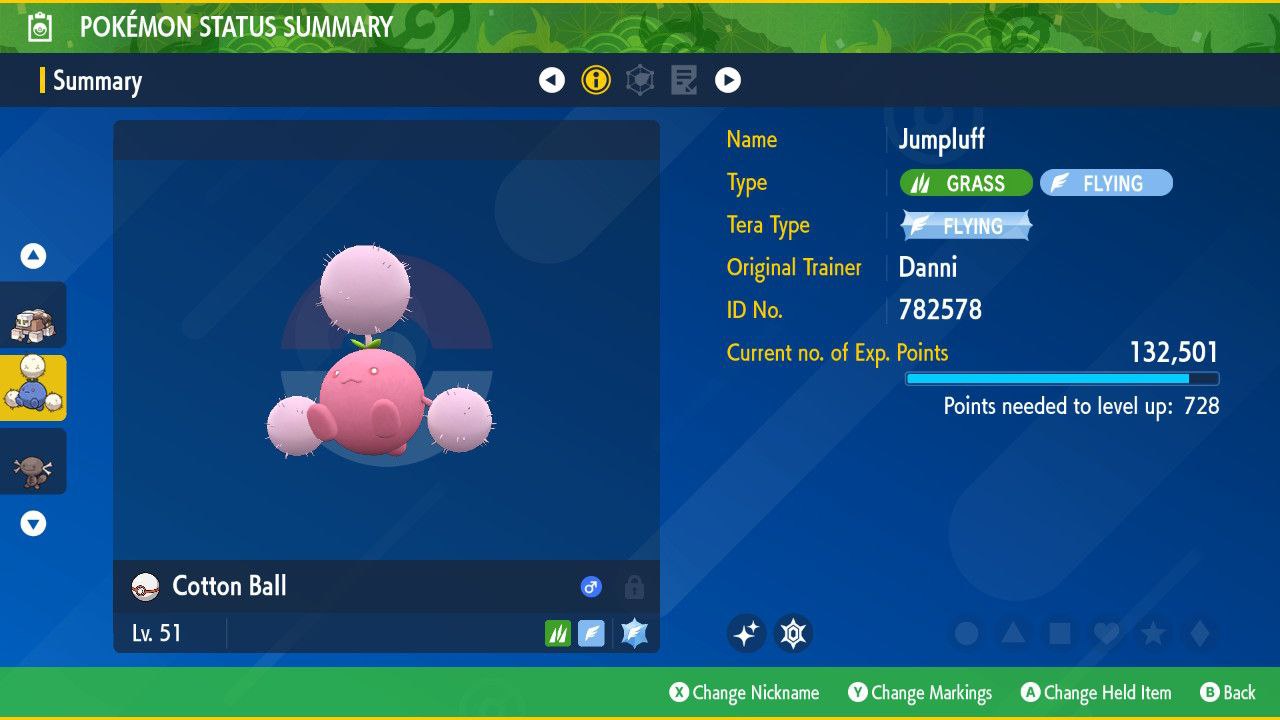 POKÉMON STATUS SUMMARY
Summary
Name Jumpluff
Type GRASS FLYING
Tera Type FLYING
Original Trainer Danni
ID No. 782578
Current no. of Exp. Points 132,501
Points needed to level up: 728
Cotton Ball
Lv. 51
X Change Nickname Y Change Markings A Change Held Item B Back